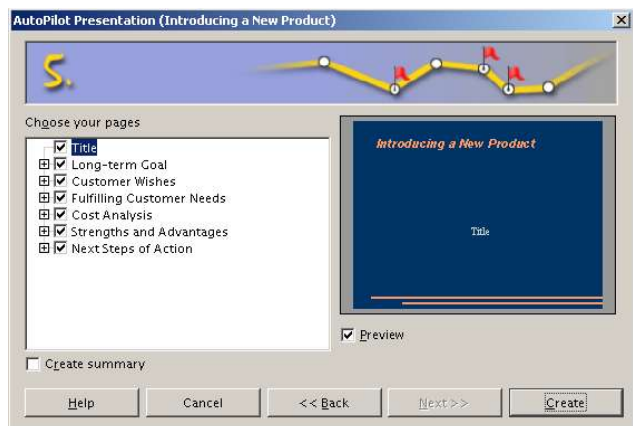 AutoPilot Presentation (Introducing a New Product)
5.
Choose your pages
Title
Long-term Goal
Customer Wishes
Fulfilling Customer Needs
Cost Analysis
Strengths and Advantages
Next Steps of Action
Introducing a New Product
Title
Preview
Create summary
Help Cancel << Back Next >> Create